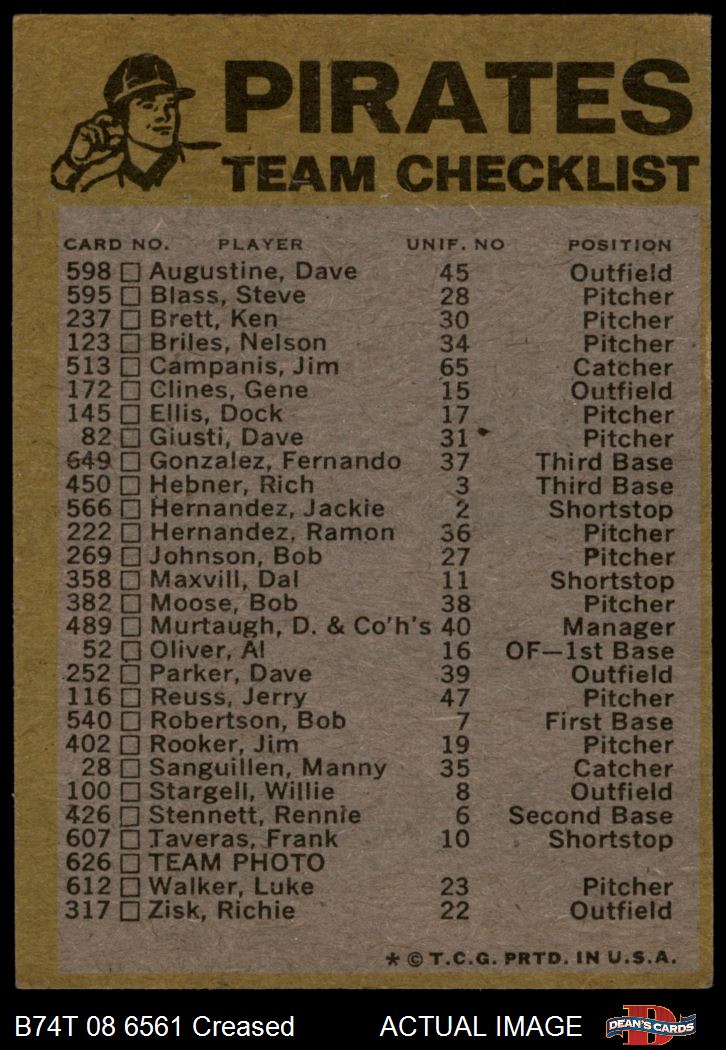 PIRATES
TEAM CHECKLIST
CARD NO. PLAYER UNIF. NO POSITION
598 Augustine, Dave 45 Outfield
595 Blass, Steve 28 Pitcher
237 Brett, Ken 30 Pitcher
123 Briles, Nelson 34 Pitcher
513 Campanis, Jim 65 Catcher
172 Clines, Gene 15 Outfield
145 Ellis, Dock 17 Pitcher
82 Giusti, Dave 31 Pitcher
649 Gonzalez, Fernando 37 Third Base
450 Hebner, Rich 3 Third Base
566 Hernandez, Jackie 2 Shortstop
222 Hernandez, Ramon 36 Pitcher
269 Johnson, Bob 27 Pitcher
358 Maxvill, Dal 11 Shortstop
382 Moose, Bob 38 Pitcher
489 Murtaugh, D. & Co'h's 40 Manager
52 Oliver, Al 16 OF—1st Base
252 Parker, Dave 39 Outfield
116 Reuss, Jerry 47 Pitcher
540 Robertson, Bob 7 First Base
402 Rooker, Jim 19 Pitcher
28 Sanguillen, Manny 35 Catcher
100 Stargell, Willie 8 Outfield
426 Stennett, Rennie 6 Second Base
607 Taveras, Frank 10 Shortstop
626 TEAM PHOTO
612 Walker, Luke 23 Pitcher
317 Zisk, Richie 22 Outfield
* © T.C.G. PRTD. IN U.S.A.
B74T 08 6561 Creased ACTUAL IMAGE DEAN'S CARDS